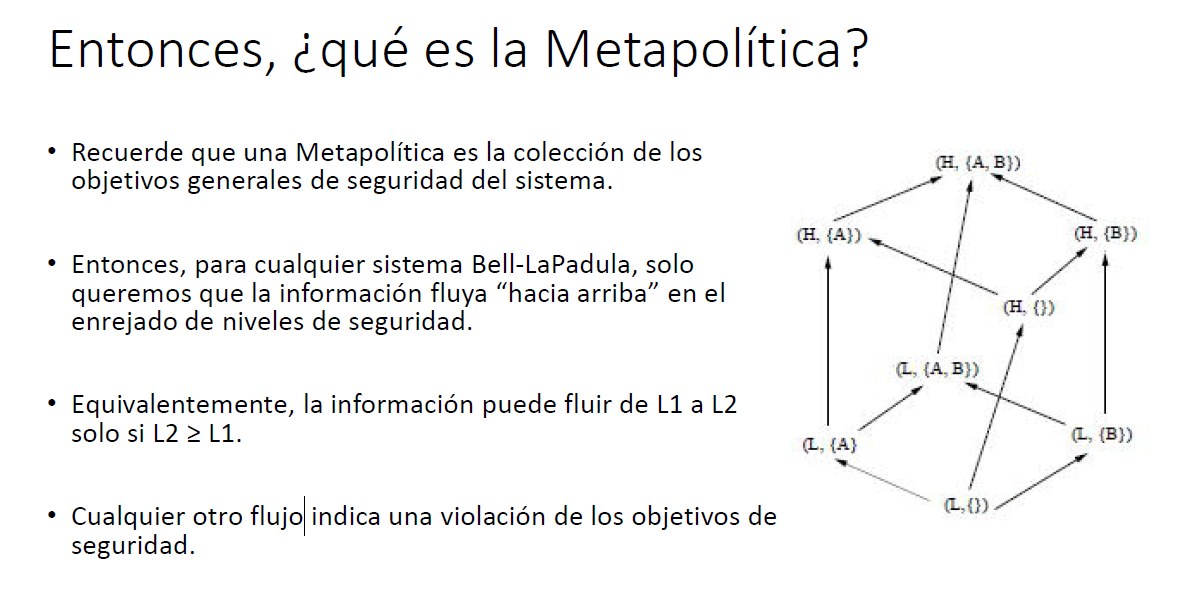 Entonces, ¿qué es la Metapolítica?
• Recuerde que una Metapolítica es la colección de los
objetivos generales de seguridad del sistema.
• Entonces, para cualquier sistema Bell-LaPadula, solo
queremos que la información fluya “hacia arriba” en el
enrejado de niveles de seguridad.
• Equivalentemente, la información puede fluir de L1 a L2
solo si L2 ≥ L1.
• Cualquier otro flujo indica una violación de los objetivos de
seguridad.
(H, {A, B})
(H, {A})
(H, {B})
(H, {})
(L, {A, B})
(L, {A}
(L, {B})
(L,{})